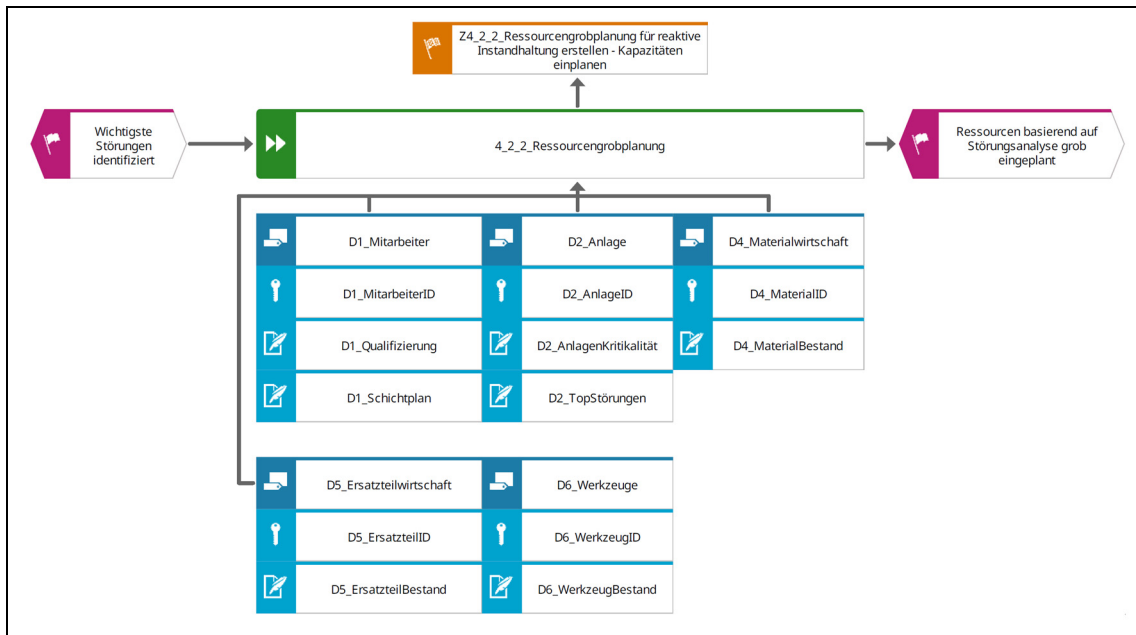 Z4_2_2_Ressourcengrobplanung für reaktive
Instandhaltung erstellen - Kapazitäten
einplanen
Wichtigste
Störungen
identifiziert
4_2_2_Ressourcengrobplanung
Ressourcen basierend auf
Störungsanalyse grob
eingeplant
D1_Mitarbeiter
D2_Anlage
D4_Materialwirtschaft
D1_MitarbeiterID
D2_AnlageID
D4_MaterialID
D1_Qualifizierung
D2_AnlagenKritikalität
D4_MaterialBestand
D1_Schichtplan
D2_TopStörungen
D5_Ersatzteilwirtschaft
D6_Werkzeuge
D5_ErsatzteilID
D6_WerkzeugID
D5_ErsatzteilBestand
D6_WerkzeugBestand